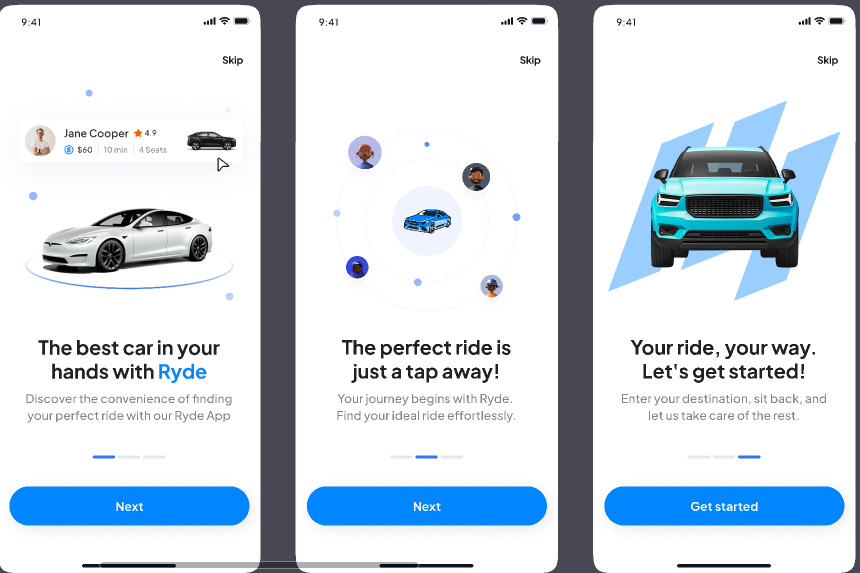 9:41
Skip
Jane Cooper 4.9
$60 10 min 4 Seats
The best car in your
hands with Ryde
Discover the convenience of finding
your perfect ride with our Ryde App
Next
9:41
Skip
The perfect ride is
just a tap away!
Your journey begins with Ryde.
Find your ideal ride effortlessly.
Next
9:41
Skip
Your ride, your way.
Let's get started!
Enter your destination, sit back, and
let us take care of the rest.
Get started